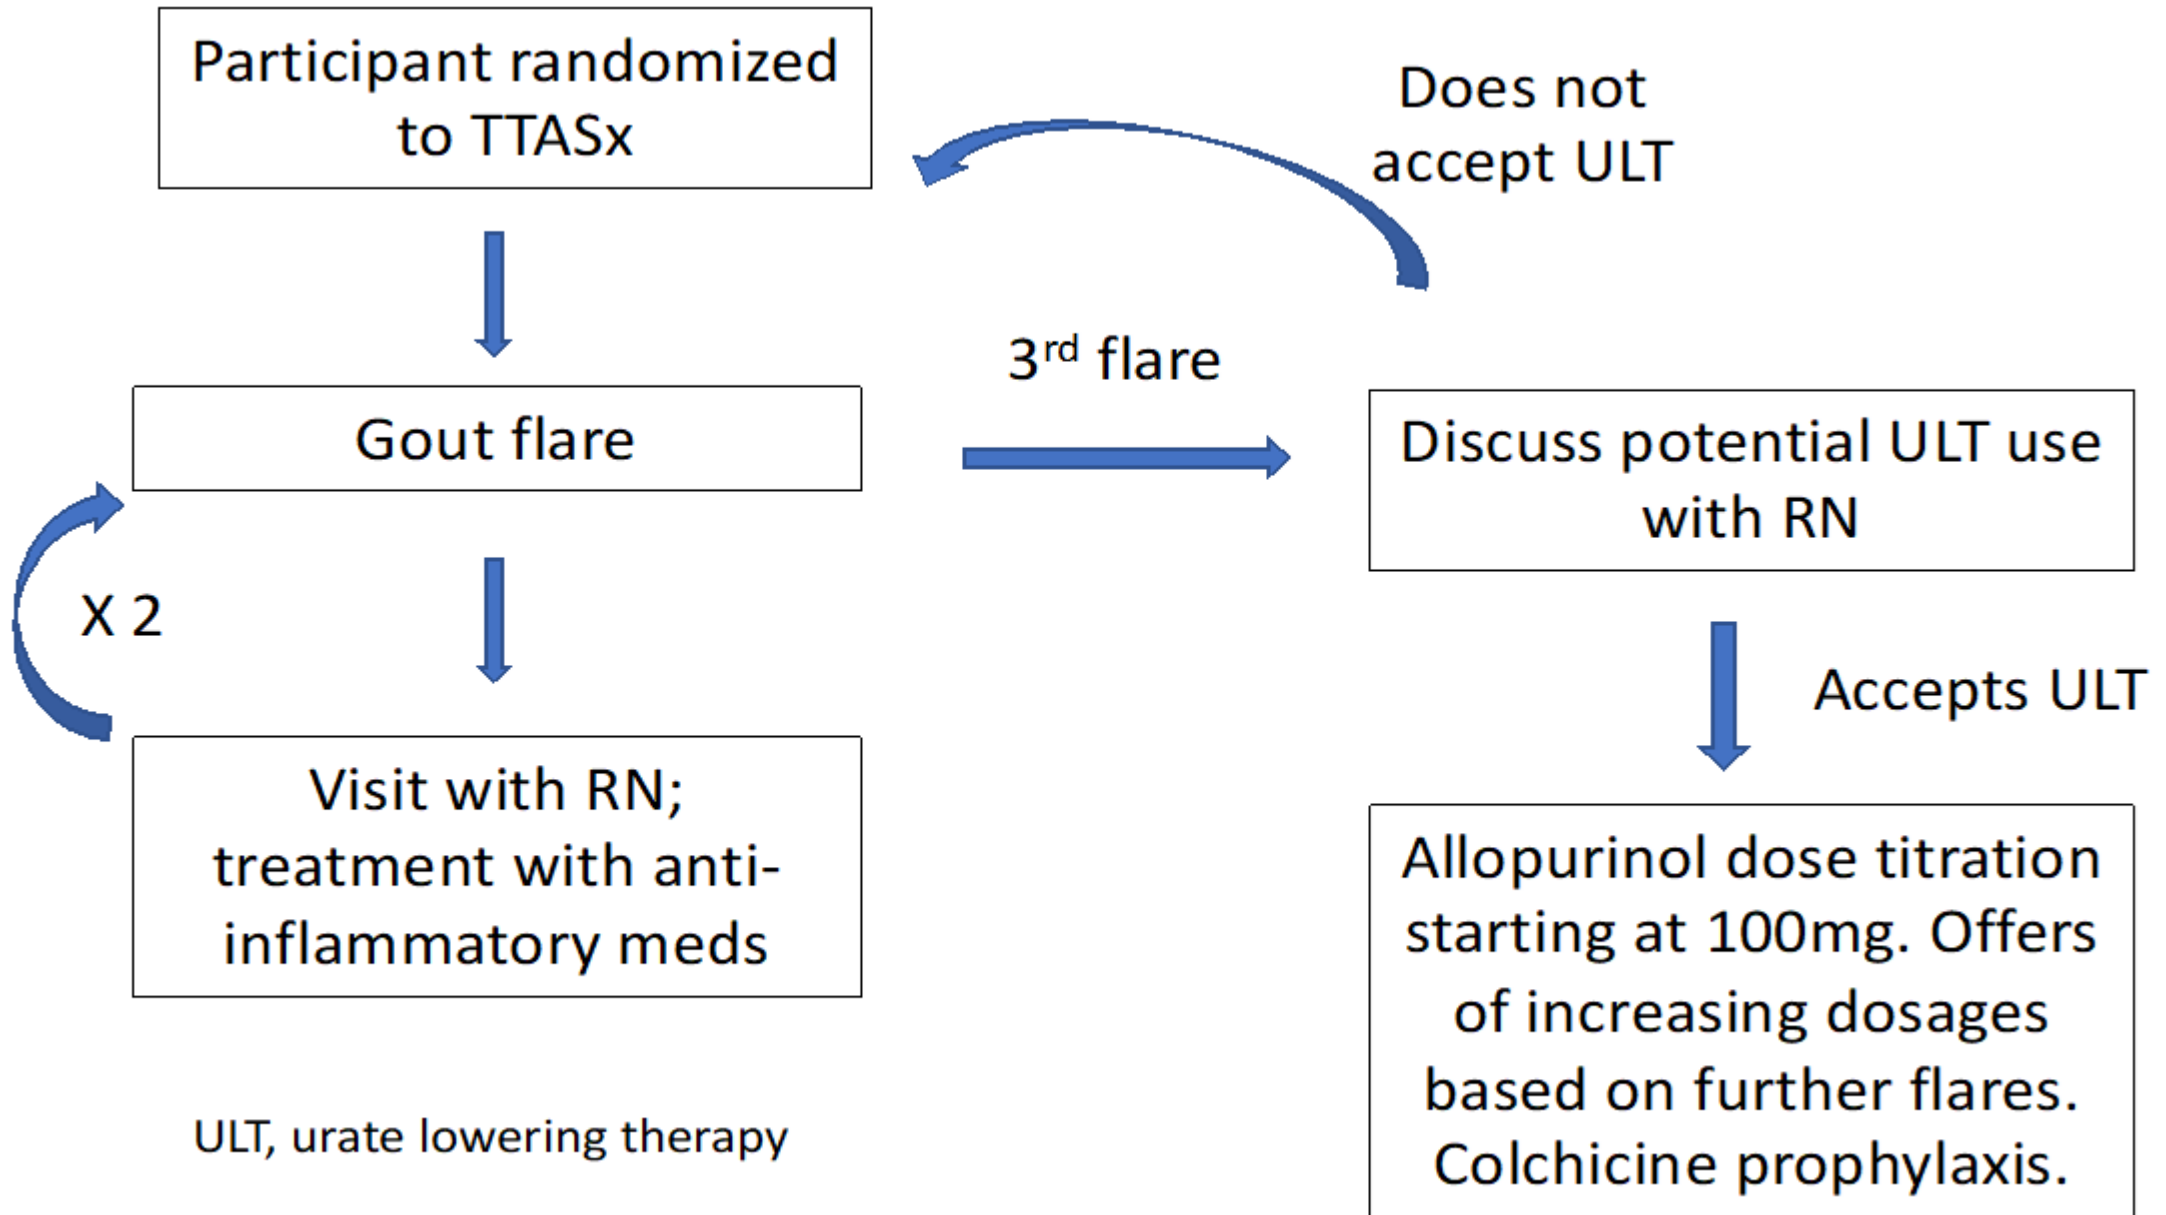 Participant randomized
to TTASx
Does not
accept ULT
Gout flare
3rd flare
Discuss potential ULT use
with RN
X 2
Accepts ULT
Visit with RN;
treatment with anti-
inflammatory meds
Allopurinol dose titration
starting at 100mg. Offers
of increasing dosages
based on further flares.
Colchicine prophylaxis.
ULT, urate lowering therapy